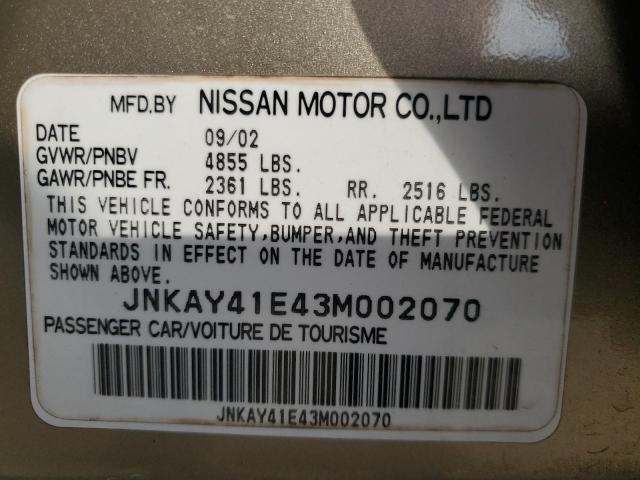 MFD.BY NISSAN MOTOR CO.,LTD
DATE 09/02
GVWR/PNBV 4855 LBS.
GAWR/PNBE FR. 2361 LBS. RR. 2516 LBS.
THIS VEHICLE CONFORMS TO ALL APPLICABLE FEDERAL
MOTOR VEHICLE SAFETY,BUMPER,AND THEFT PREVENTION
STANDARDS IN EFFECT ON THE DATE OF MANUFACTURE
SHOWN ABOVE.
JNKAY41E43M002070
PASSENGER CAR/VOITURE DE TOURISME
JNKAY41E43M002070